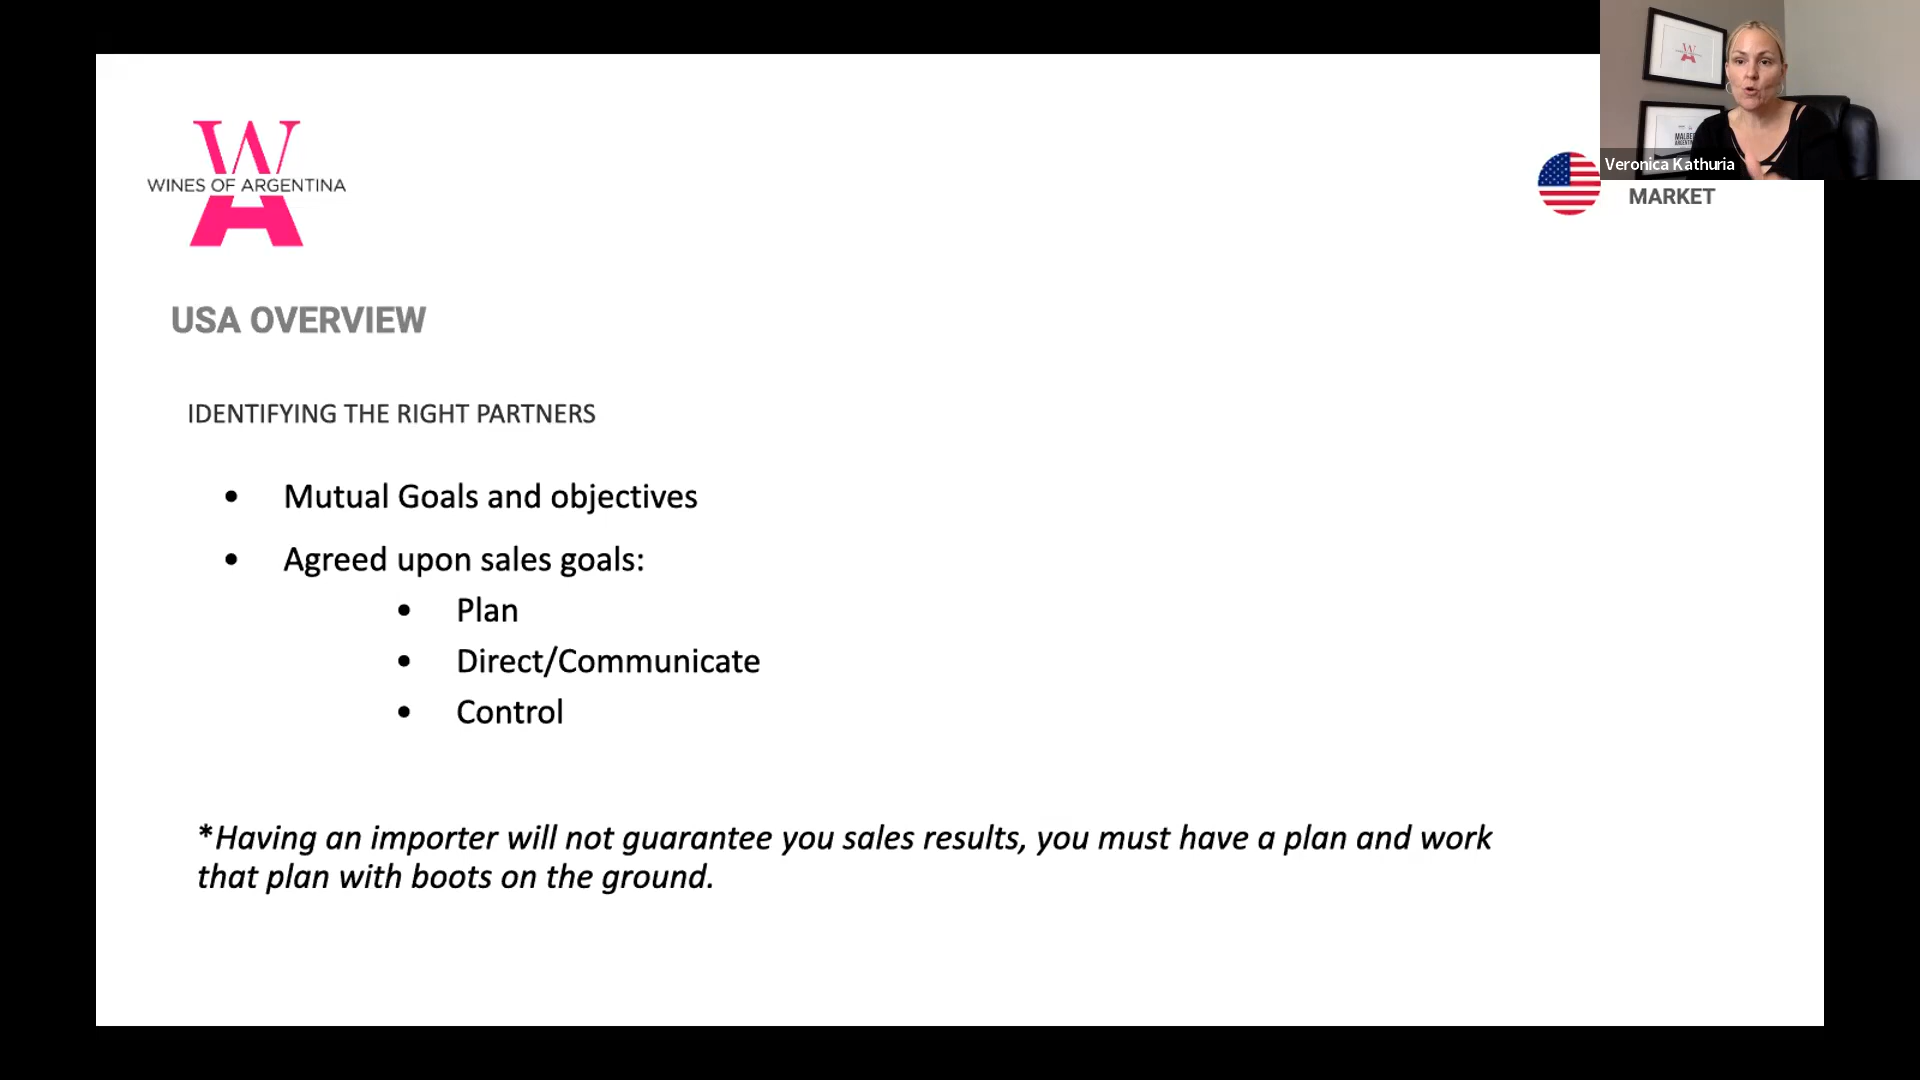 WINES OF ARGENTINA
Veronica Kathuria
MARKET
USA OVERVIEW
IDENTIFYING THE RIGHT PARTNERS
• Mutual Goals and objectives
• Agreed upon sales goals:
• Plan
• Direct/Communicate
• Control
*Having an importer will not guarantee you sales results, you must have a plan and work
that plan with boots on the ground.